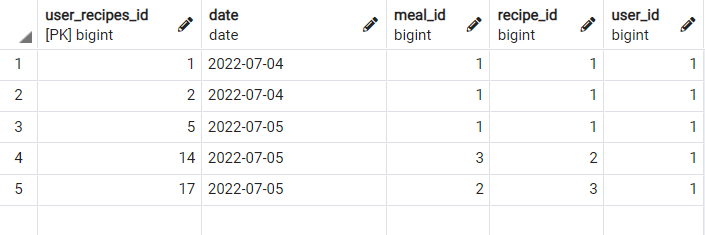 user_recipes_id date meal_id recipe_id user_id
[PK] bigint date bigint bigint bigint
1 1 2022-07-04 1 1 1
2 2 2022-07-04 1 1 1
3 5 2022-07-05 1 1 1
4 14 2022-07-05 3 2 1
5 17 2022-07-05 2 3 1